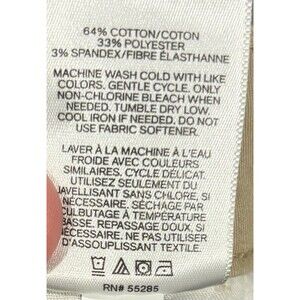 64% COTTON/COTON
33% POLYESTER
3% SPANDEX/FIBRE ÉLASTHANNE
MACHINE WASH COLD WITH LIKE
COLORS. GENTLE CYCLE. ONLY
NON-CHLORINE BLEACH WHEN
NEEDED. TUMBLE DRY LOW.
COOL IRON IF NEEDED. DO NOT
USE FABRIC SOFTENER.
LAVER À LA MACHINE À L'EAU
FROIDE AVEC COULEURS
SIMILAIRES. CYCLE DÉLICAT.
UTILISEZ SEULEMENT DU
JAVELLISANT SANS CHLORE, SI
NÉCESSAIRE. SÉCHAGE PAR
CULBUTAGE À TEMPÉRATURE
BASSE. REPASSAGE DOUX, SI
NÉCESSAIRE. NE PAS UTILISER
D'ASSOUPLISSANT TEXTILE.
RN# 55285